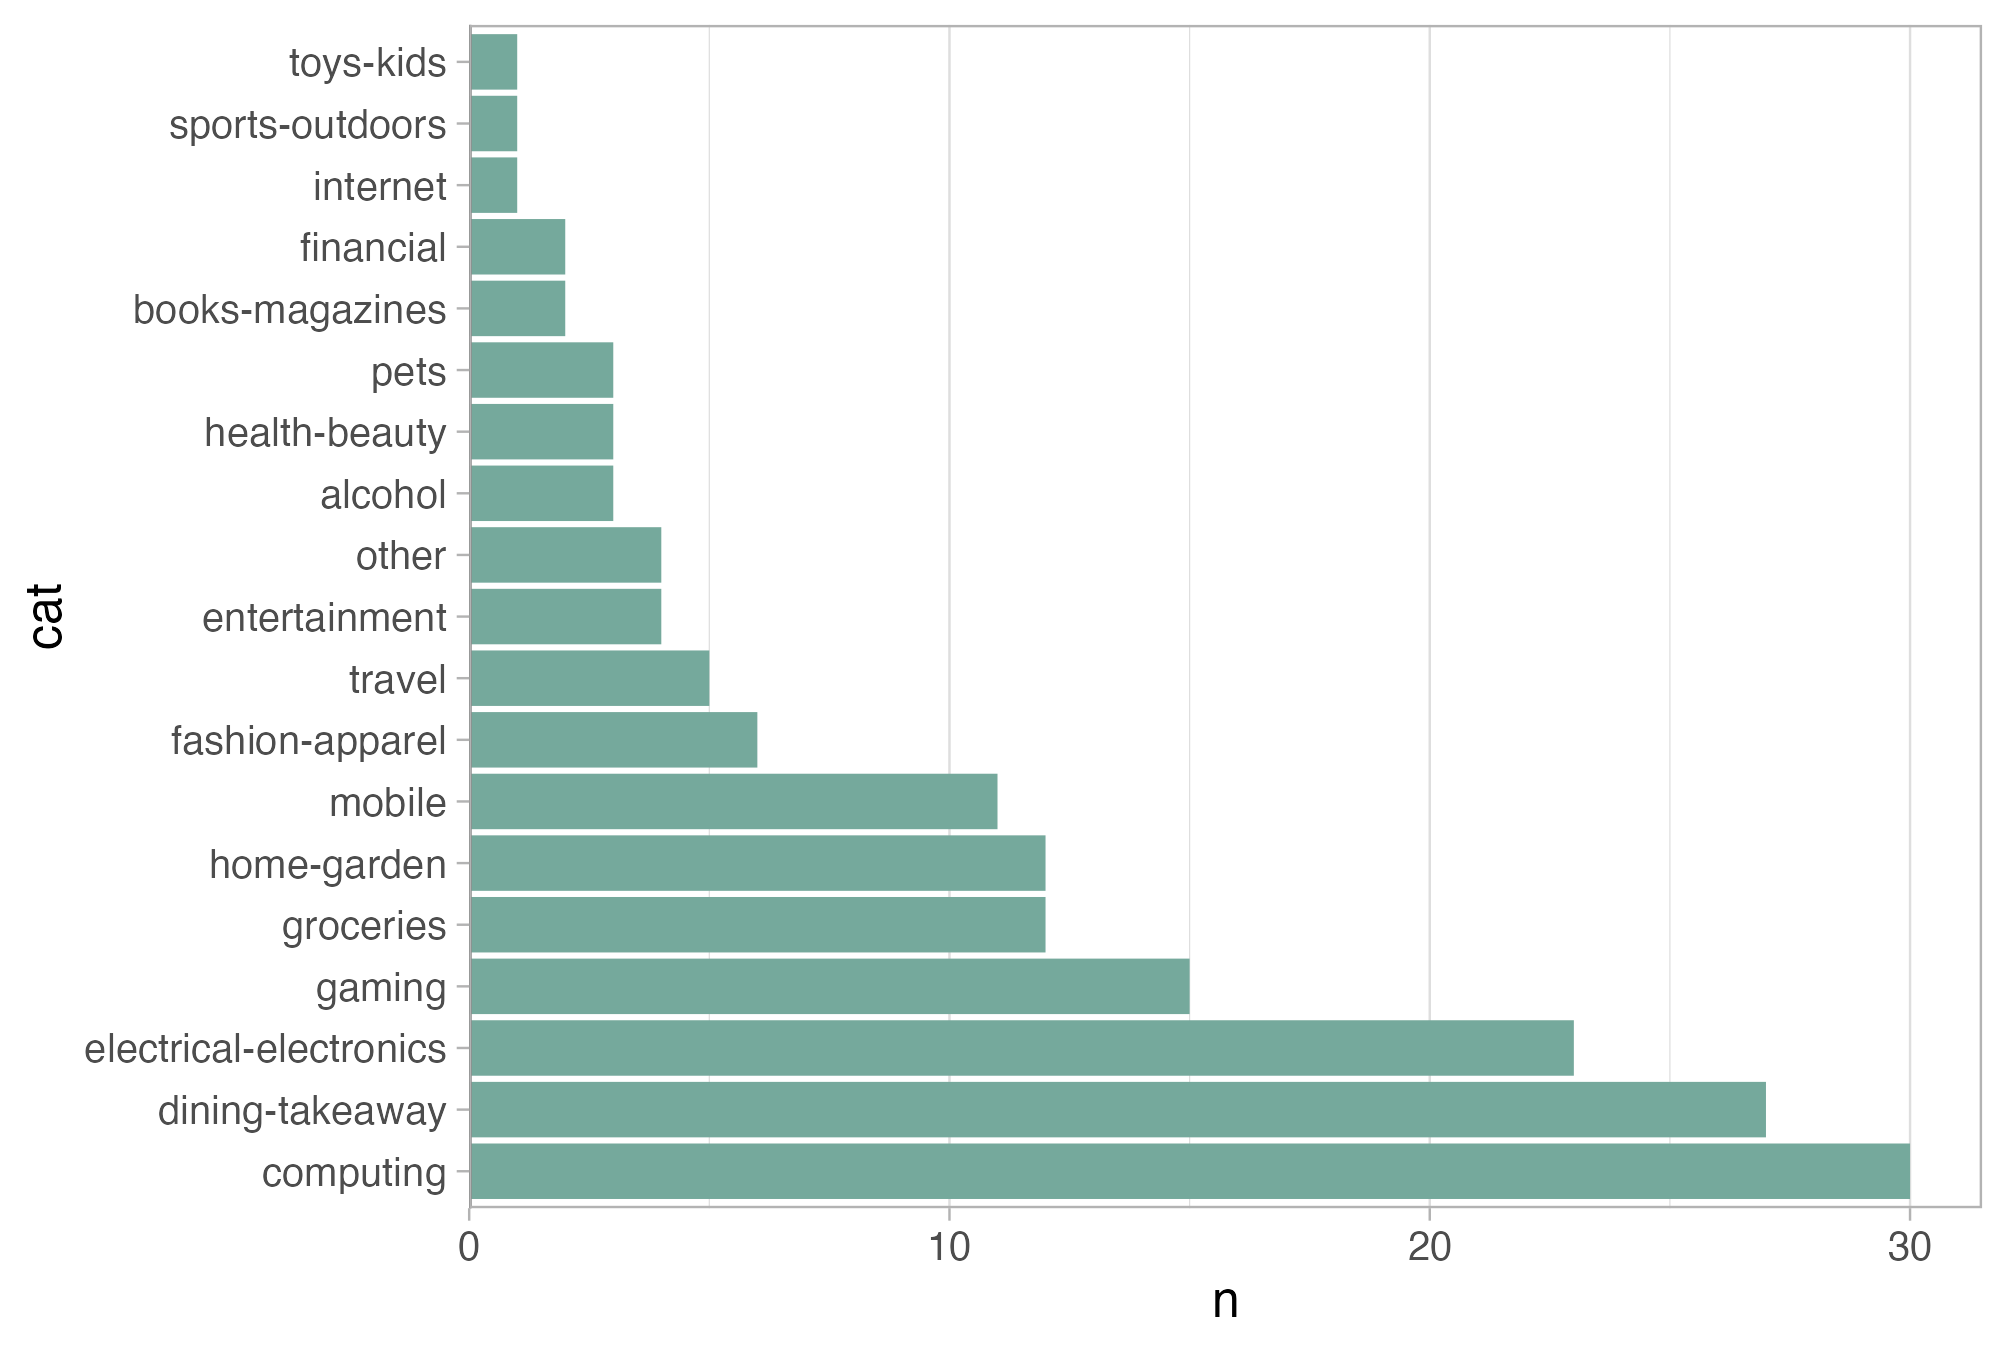 toys-kids
sports-outdoors
internet
financial
books-magazines
pets
health-beauty
alcohol
other
entertainment
travel
fashion-apparel
mobile
home-garden
groceries
gaming
electrical-electronics
dining-takeaway
computing
cat
0 10 20 30
n